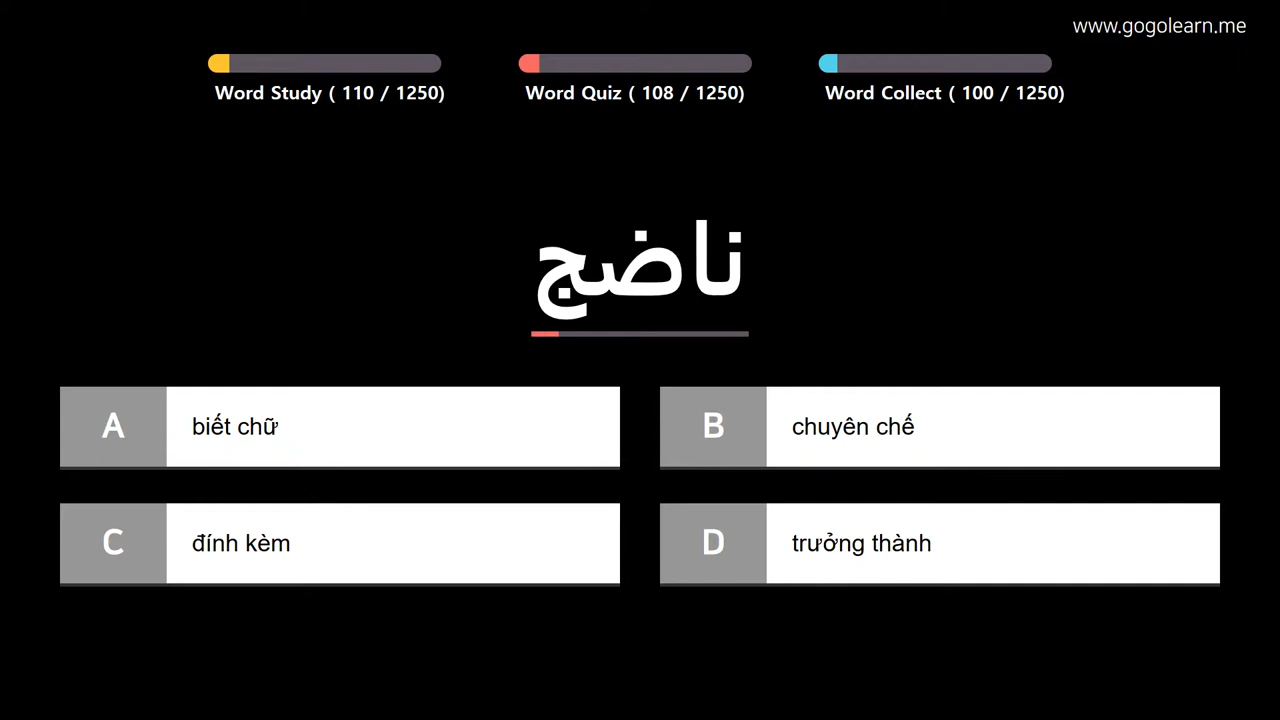 www.gogolearn.me
Word Study ( 110 / 1250)
Word Quiz ( 108 / 1250)
Word Collect ( 100 / 1250)
ناضج
A biết chữ
B chuyên chế
C đính kèm
D trưởng thành